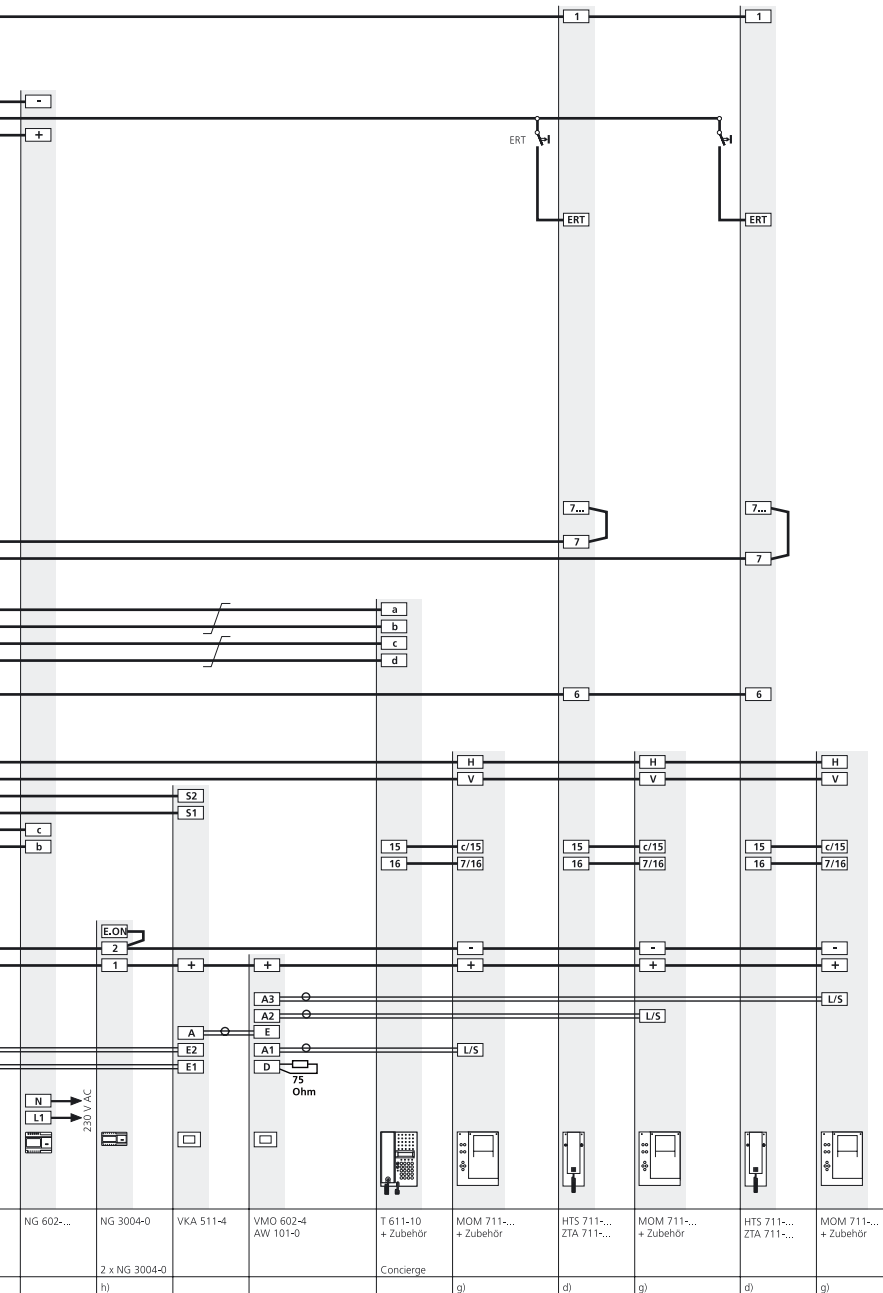 1 1
-
+
ERT
ERT ERT
7... 7...
7
7
a
b
c
d
6 6
H H H
V V V
S2
S1
c
b
15 c/15 15 c/15 15 c/15
16 7/16 16 7/16 16 7/16
E.ON
2 - - -
1 + + + + +
A3 L/S
A2 L/S
A E
E2 A1 L/S
E1 D
75
Ohm
N
L1
230 V AC
NG 602-... NG 3004-0 VKA 511-4 VMO 602-4 T 611-10 MOM 711-... HTS 711-... MOM 711-... HTS 711-... MOM 711-...
AW 101-0 + Zubehör + Zubehör ZTA 711-... + Zubehör ZTA 711-... + Zubehör
2 x NG 3004-0 Concierge
h) g) d) g) d) g)